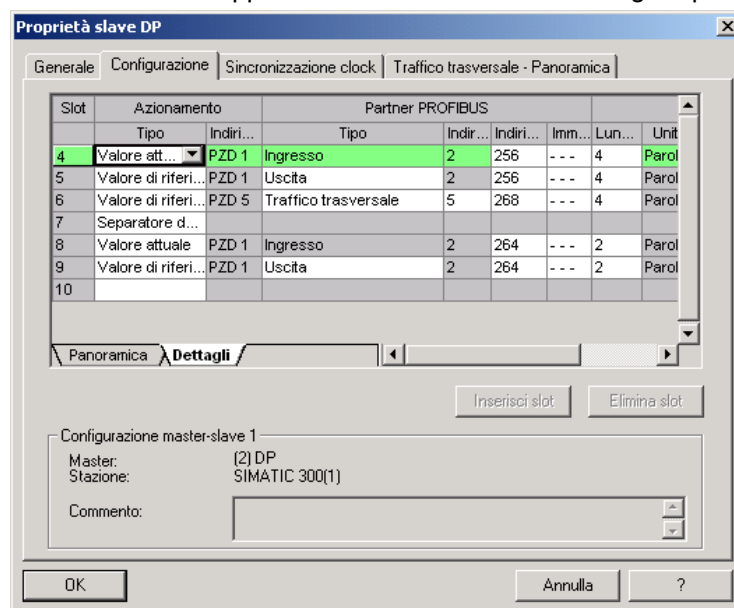 Proprietà slave DP
Generale Configurazione Sincronizzazione clock Traffico trasversale - Panoramica
Slot Azionamento Partner PROFIBUS
Tipo Indiri... Tipo Indir... Indiri... Imm... Lun... Unit
4 Valore att... PZD 1 Ingresso 2 256 - - - 4 Parol
5 Valore di riferi... PZD 1 Uscita 2 256 - - - 4 Parol
6 Valore di riferi... PZD 5 Traffico trasversale 5 268 - - - 4 Parol
7 Separatore d...
8 Valore attuale PZD 1 Ingresso 2 264 - - - 2 Parol
9 Valore di riferi... PZD 1 Uscita 2 264 - - - 2 Parol
10
Panoramica Dettagli
Inserisci slot Elimina slot
Configurazione master-slave 1
Master: (2) DP
Stazione: SIMATIC 300(1)
Commento:
OK Annulla ?